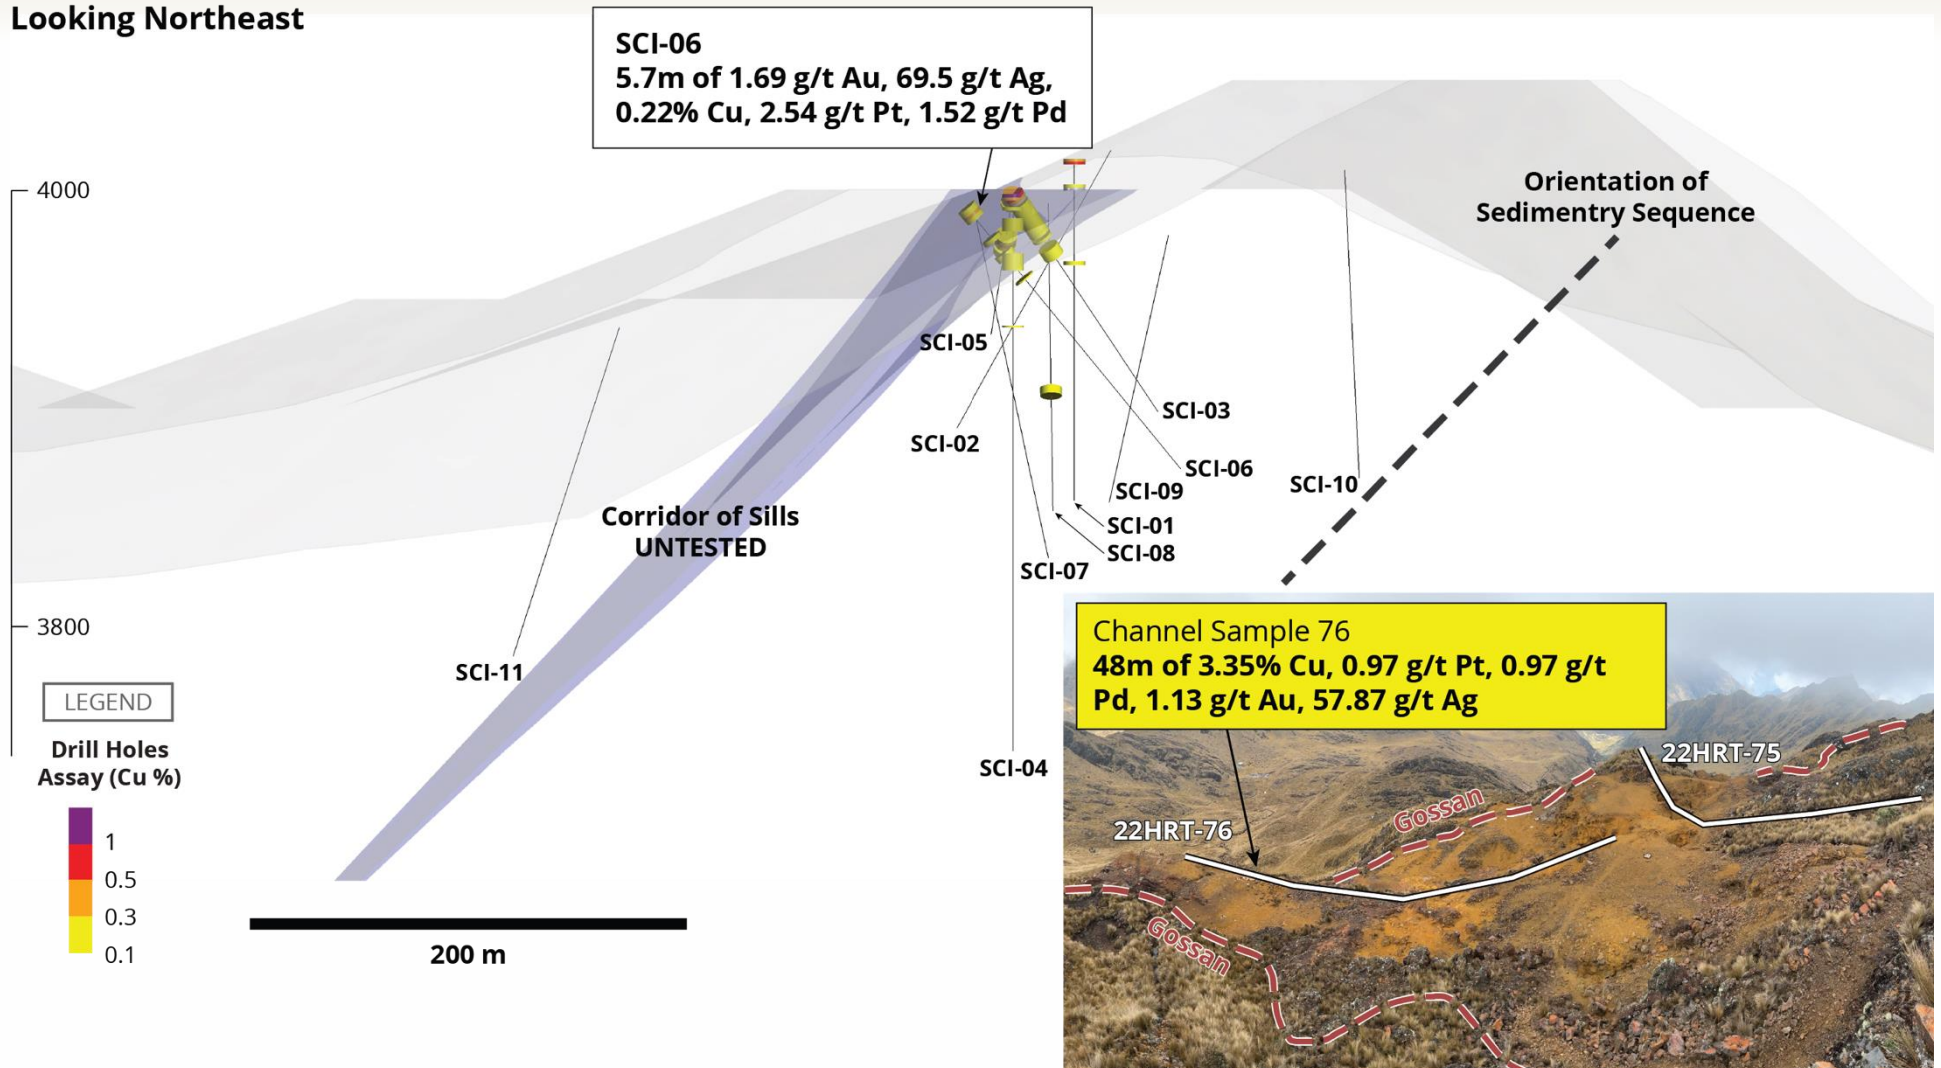 Looking Northeast
SCI-06
5.7m of 1.69 g/t Au, 69.5 g/t Ag,
0.22% Cu, 2.54 g/t Pt, 1.52 g/t Pd
4000
Orientation of
Sedimentry Sequence
SCI-05
SCI-03
SCI-02
SCI-06
SCI-09
SCI-10
Corridor of Sills
UNTESTED
SCI-01
SCI-08
SCI-07
3800
SCI-11
SCI-04
LEGEND
Drill Holes
Assay (Cu %)
1
0.5
0.3
0.1
200 m
Channel Sample 76
48m of 3.35% Cu, 0.97 g/t Pt, 0.97 g/t
Pd, 1.13 g/t Au, 57.87 g/t Ag
22HRT-75
Gossan
22HRT-76
Gossan